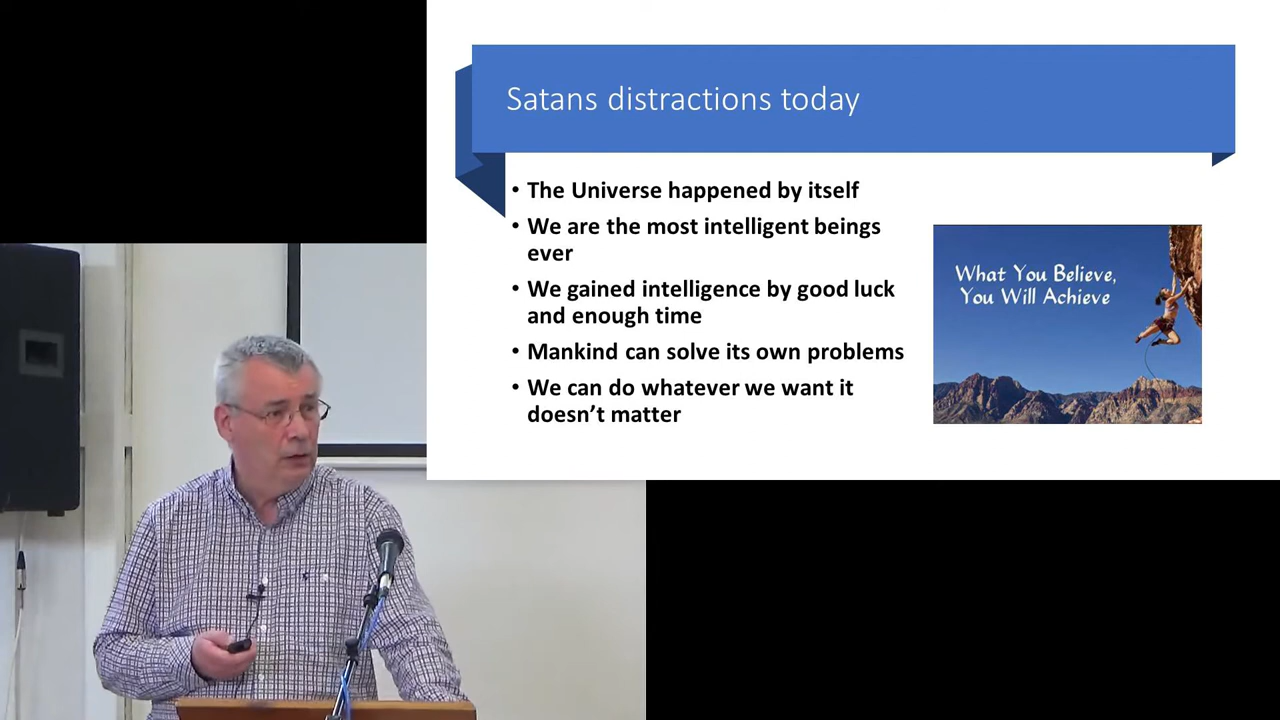 Satans distractions today
• The Universe happened by itself
• We are the most intelligent beings
ever
• We gained intelligence by good luck
and enough time
• Mankind can solve its own problems
• We can do whatever we want it
doesn’t matter
What You Believe,
You Will Achieve